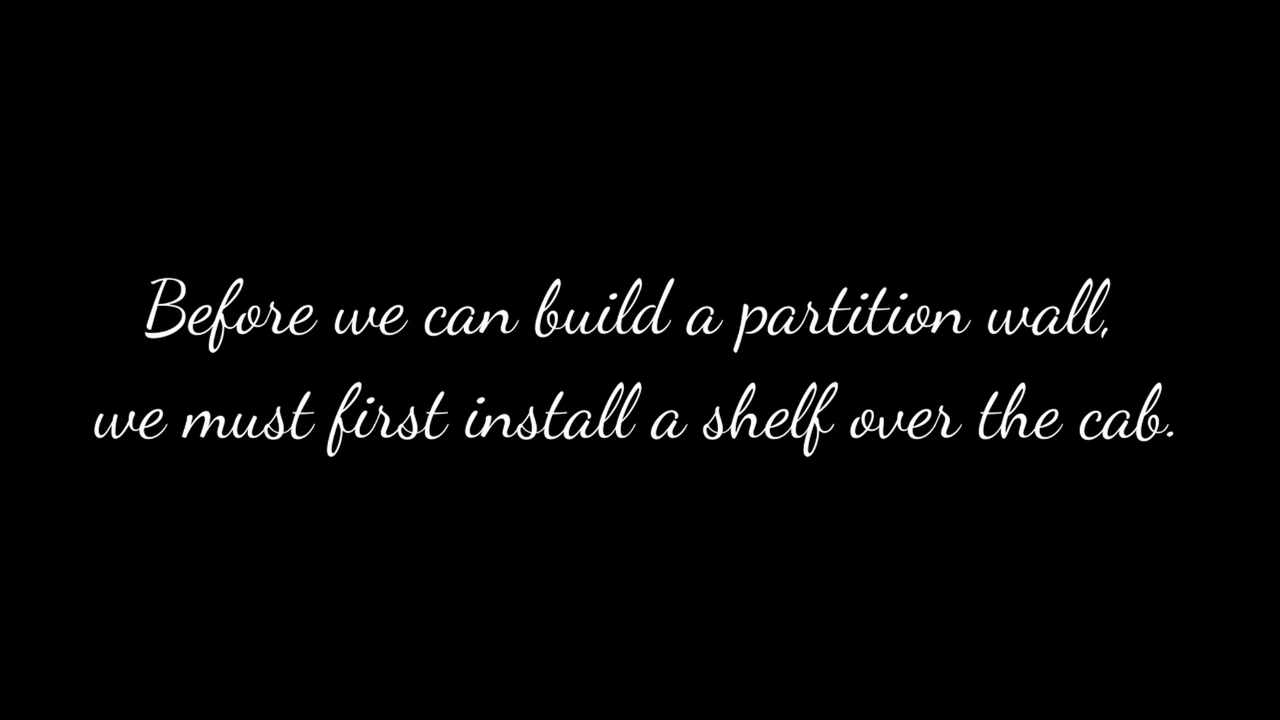 Before we can build a partition wall,
we must first install a shelf over the cab.